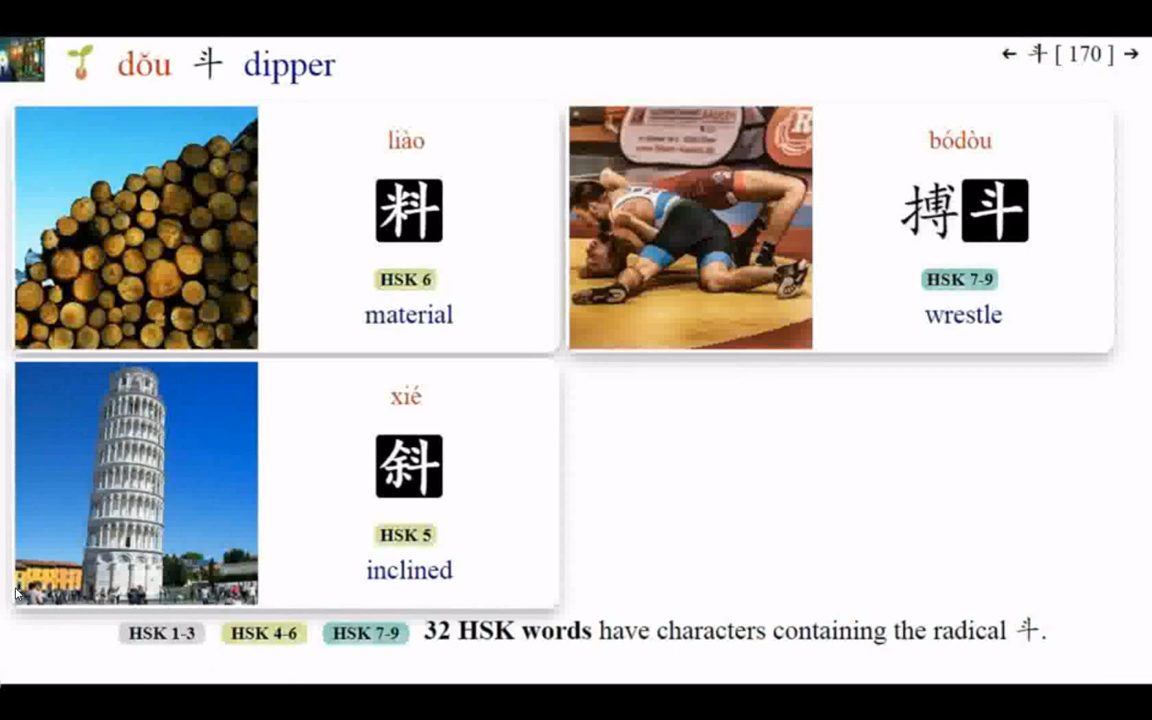 dǒu 斗 dipper
← 斗 [ 170 ] →
liào
料
HSK 6
material
bódòu
搏斗
HSK 7-9
wrestle
xié
斜
HSK 5
inclined
HSK 1-3 HSK 4-6 HSK 7-9 32 HSK words have characters containing the radical 斗.